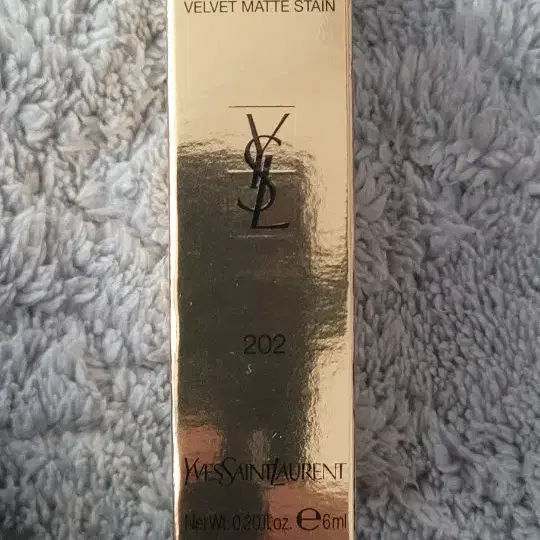 VELVET MATTE STAIN
YSL
202
YVESSAINTLAURENT
Net Wt. 0.20 fl.oz. ℮6ml